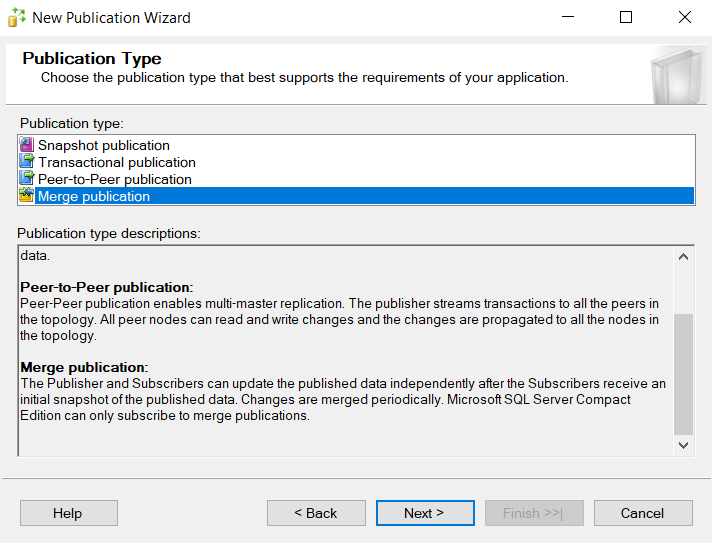 New Publication Wizard
Publication Type
Choose the publication type that best supports the requirements of your application.
Publication type:
Snapshot publication
Transactional publication
Peer-to-Peer publication
Merge publication
Publication type descriptions:
data.
Peer-to-Peer publication:
Peer-Peer publication enables multi-master replication. The publisher streams transactions to all the peers in
the topology. All peer nodes can read and write changes and the changes are propagated to all the nodes in
the topology.
Merge publication:
The Publisher and Subscribers can update the published data independently after the Subscribers receive an
initial snapshot of the published data. Changes are merged periodically. Microsoft SQL Server Compact
Edition can only subscribe to merge publications.
Help
< Back
Next >
Finish >>|
Cancel